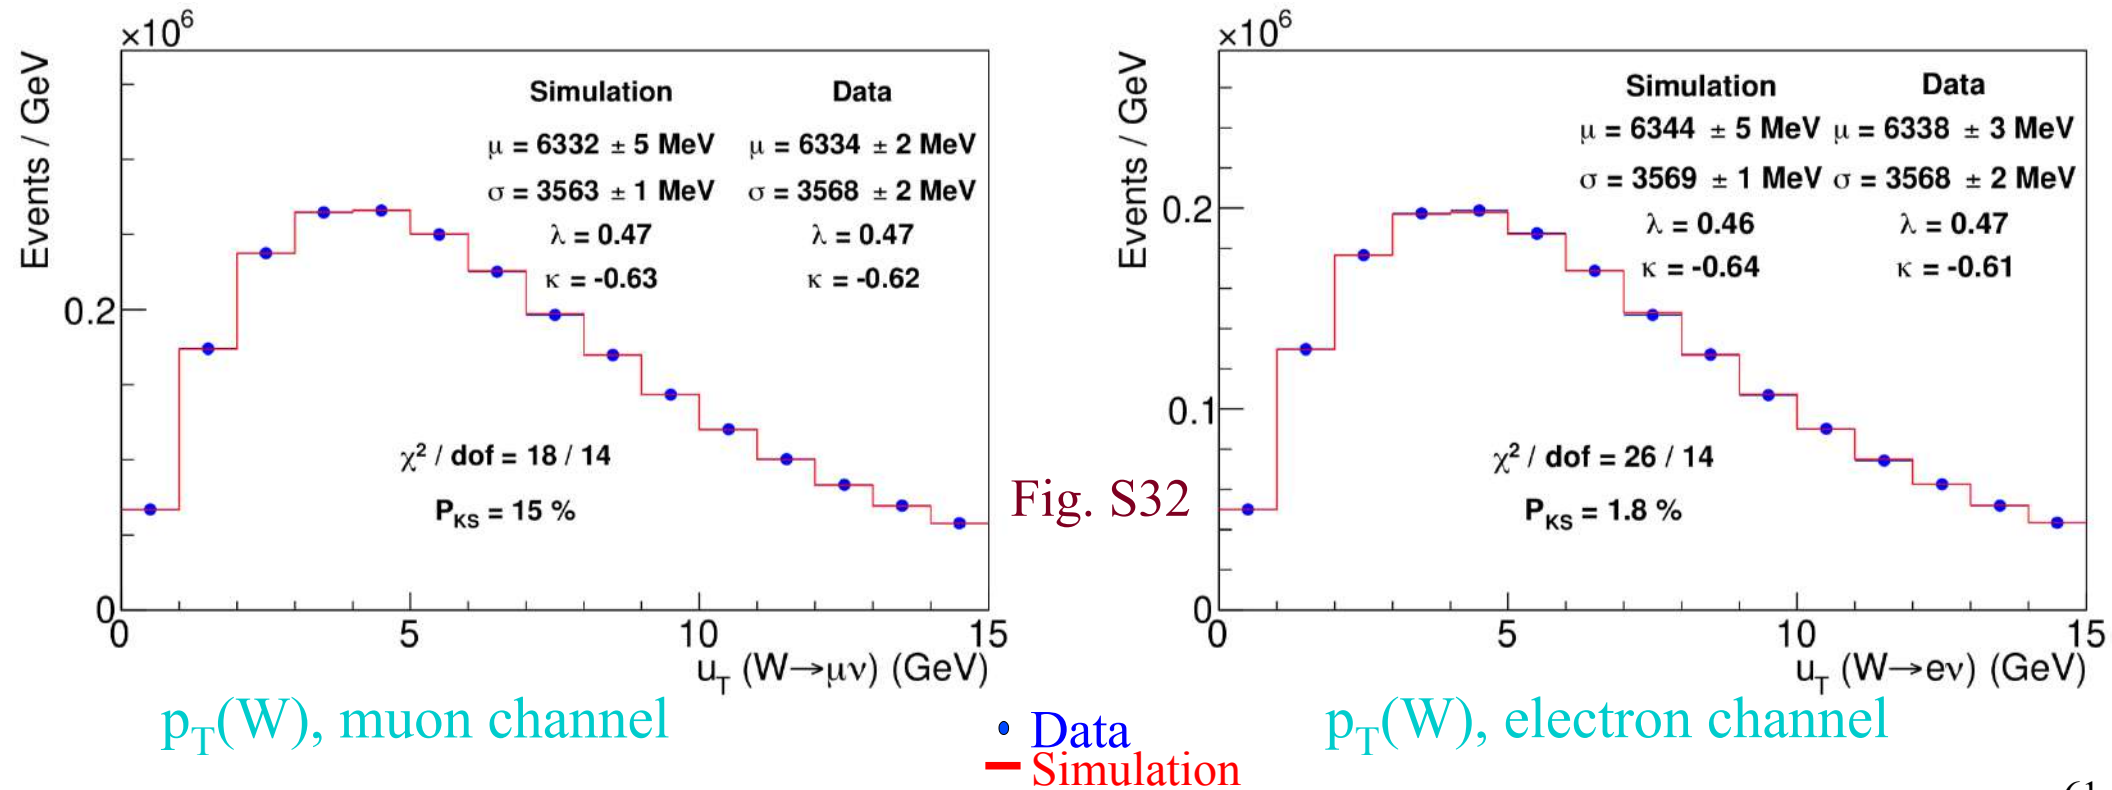 ×10⁶
Events / GeV
Simulation Data
μ = 6332 ± 5 MeV μ = 6334 ± 2 MeV
σ = 3563 ± 1 MeV σ = 3568 ± 2 MeV
λ = 0.47 λ = 0.47
κ = -0.63 κ = -0.62
0.2
χ² / dof = 18 / 14
P_KS = 15 %
0
0 5 10 15
u_T (W→μν) (GeV)
p_T(W), muon channel
Fig. S32
×10⁶
Events / GeV
Simulation Data
μ = 6344 ± 5 MeV μ = 6338 ± 3 MeV
σ = 3569 ± 1 MeV σ = 3568 ± 2 MeV
λ = 0.46 λ = 0.47
κ = -0.64 κ = -0.61
0.2
0.1
χ² / dof = 26 / 14
P_KS = 1.8 %
0
0 5 10 15
u_T (W→eν) (GeV)
p_T(W), electron channel
Data
Simulation